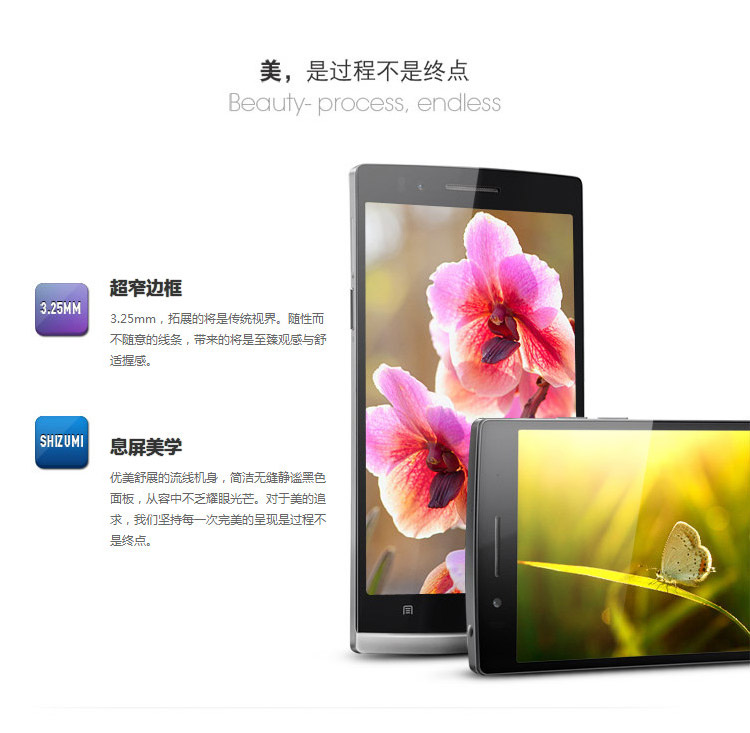 美，是过程不是终点
Beauty- process, endless
3.25MM
超窄边框
3.25mm，拓展的将是传统视界。随性而
不随意的线条，带来的将是至臻观感与舒
适握感。
SHIZUMI
息屏美学
优美舒展的流线机身，简洁无缝静谧黑色
面板，从容中不乏耀眼光芒。对于美的追
求，我们坚持每一次完美的呈现是过程不
是终点。